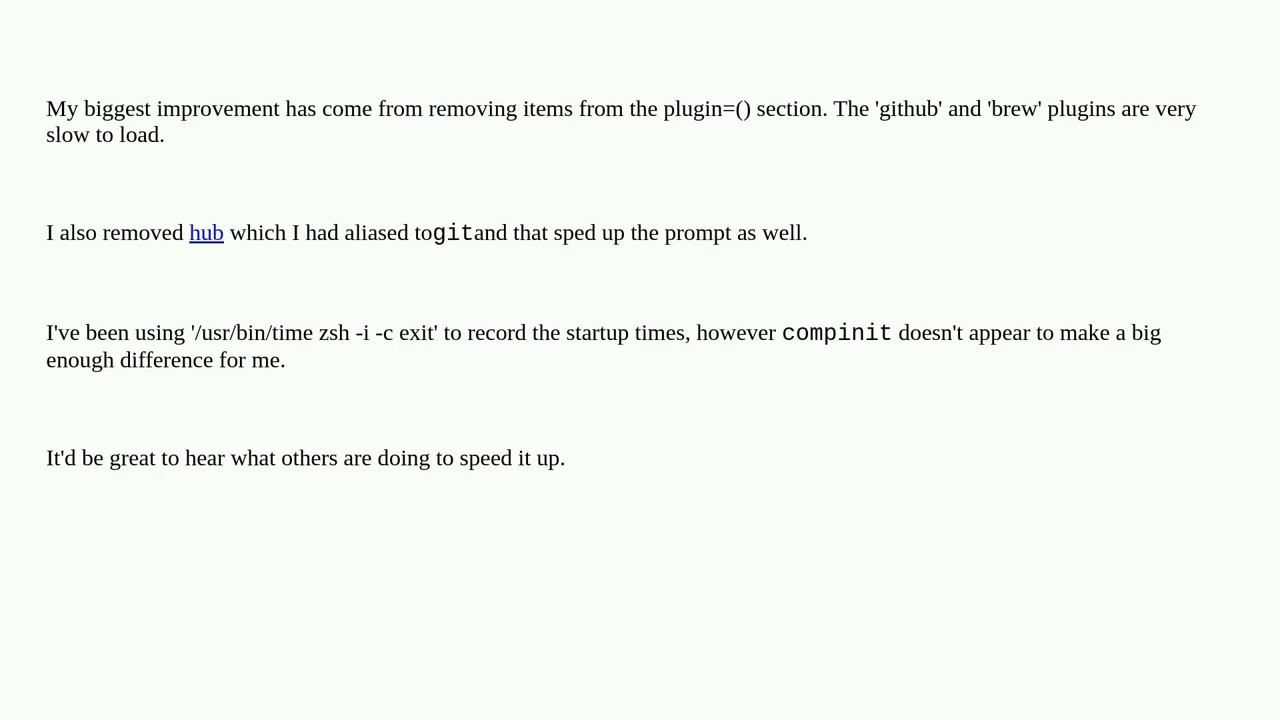 My biggest improvement has come from removing items from the plugin=() section. The 'github' and 'brew' plugins are very
slow to load.
I also removed hub which I had aliased togitand that sped up the prompt as well.
I've been using '/usr/bin/time zsh -i -c exit' to record the startup times, however compinit doesn't appear to make a big
enough difference for me.
It'd be great to hear what others are doing to speed it up.